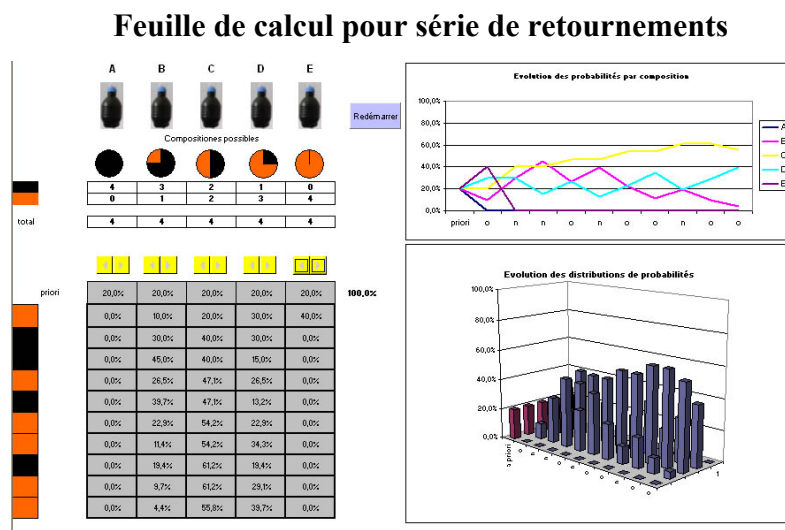 Feuille de calcul pour série de retournements
A B C D E
Redémarrer
Compositiones possibles
4 3 2 1 0
0 1 2 3 4
total 4 4 4 4 4
priori 20,0% 20,0% 20,0% 20,0% 20,0% 100,0%
0,0% 10,0% 20,0% 30,0% 40,0%
0,0% 30,0% 40,0% 30,0% 0,0%
0,0% 45,0% 40,0% 15,0% 0,0%
0,0% 26,5% 47,1% 26,5% 0,0%
0,0% 39,7% 47,1% 13,2% 0,0%
0,0% 22,9% 54,2% 22,9% 0,0%
0,0% 11,4% 54,2% 34,3% 0,0%
0,0% 19,4% 61,2% 19,4% 0,0%
0,0% 9,7% 61,2% 29,1% 0,0%
0,0% 4,4% 55,8% 39,7% 0,0%
Evolution des probabilités par composition
100,0%
80,0%
60,0%
40,0%
20,0%
0,0%
priori o n n o n o o n o o
A
B
C
D
E
Evolution des distributions de probabilités
100,0%
80,0%
60,0%
40,0%
20,0%
0,0%
a priori
1